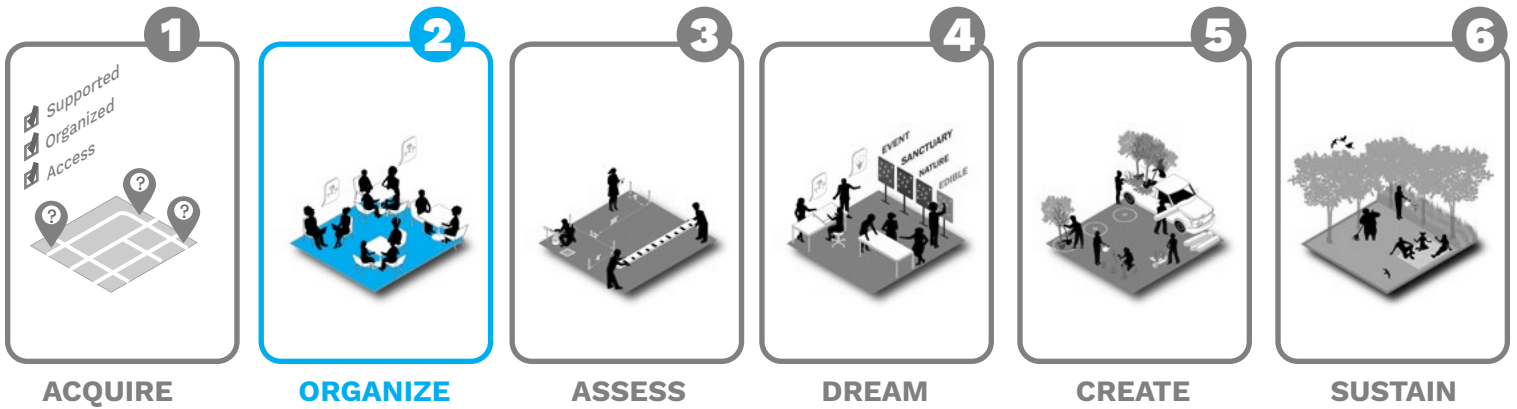 1
2
3
4
5
6
Supported
Organized
Access
?
?
?
EVENT
SANCTUARY
NATURE
EDIBLE
ACQUIRE
ORGANIZE
ASSESS
DREAM
CREATE
SUSTAIN